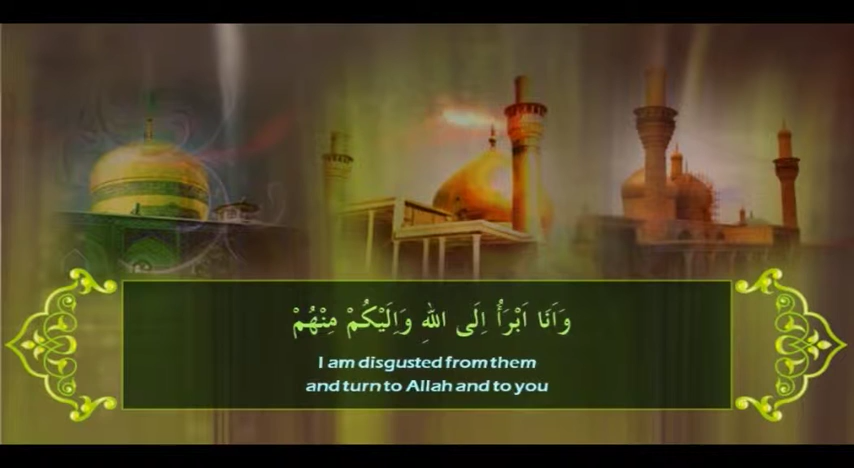 وَاَنَا اَبْرَأُ اِلَى اللهِ وَاِلَيْكُمْ مِنْهُمْ
I am disgusted from them
and turn to Allah and to you